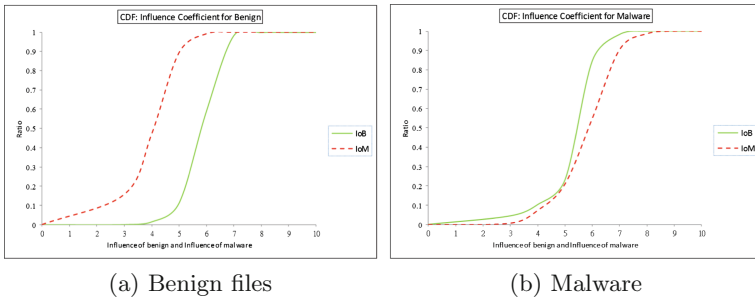 CDF: Influence Coefficient for Benign
1
0.9
0.8
0.7
0.6
0.5
0.4
0.3
0.2
0.1
0
Ratio
0 1 2 3 4 5 6 7 8 9 10
Influence of benign and Influence of malware
IoB
IoM
(a) Benign files
CDF: Influence Coefficient for Malware
1
0.9
0.8
0.7
0.6
0.5
0.4
0.3
0.2
0.1
0
Ratio
0 1 2 3 4 5 6 7 8 9 10
Influence of benign and Influence of malware
IoB
IoM
(b) Malware